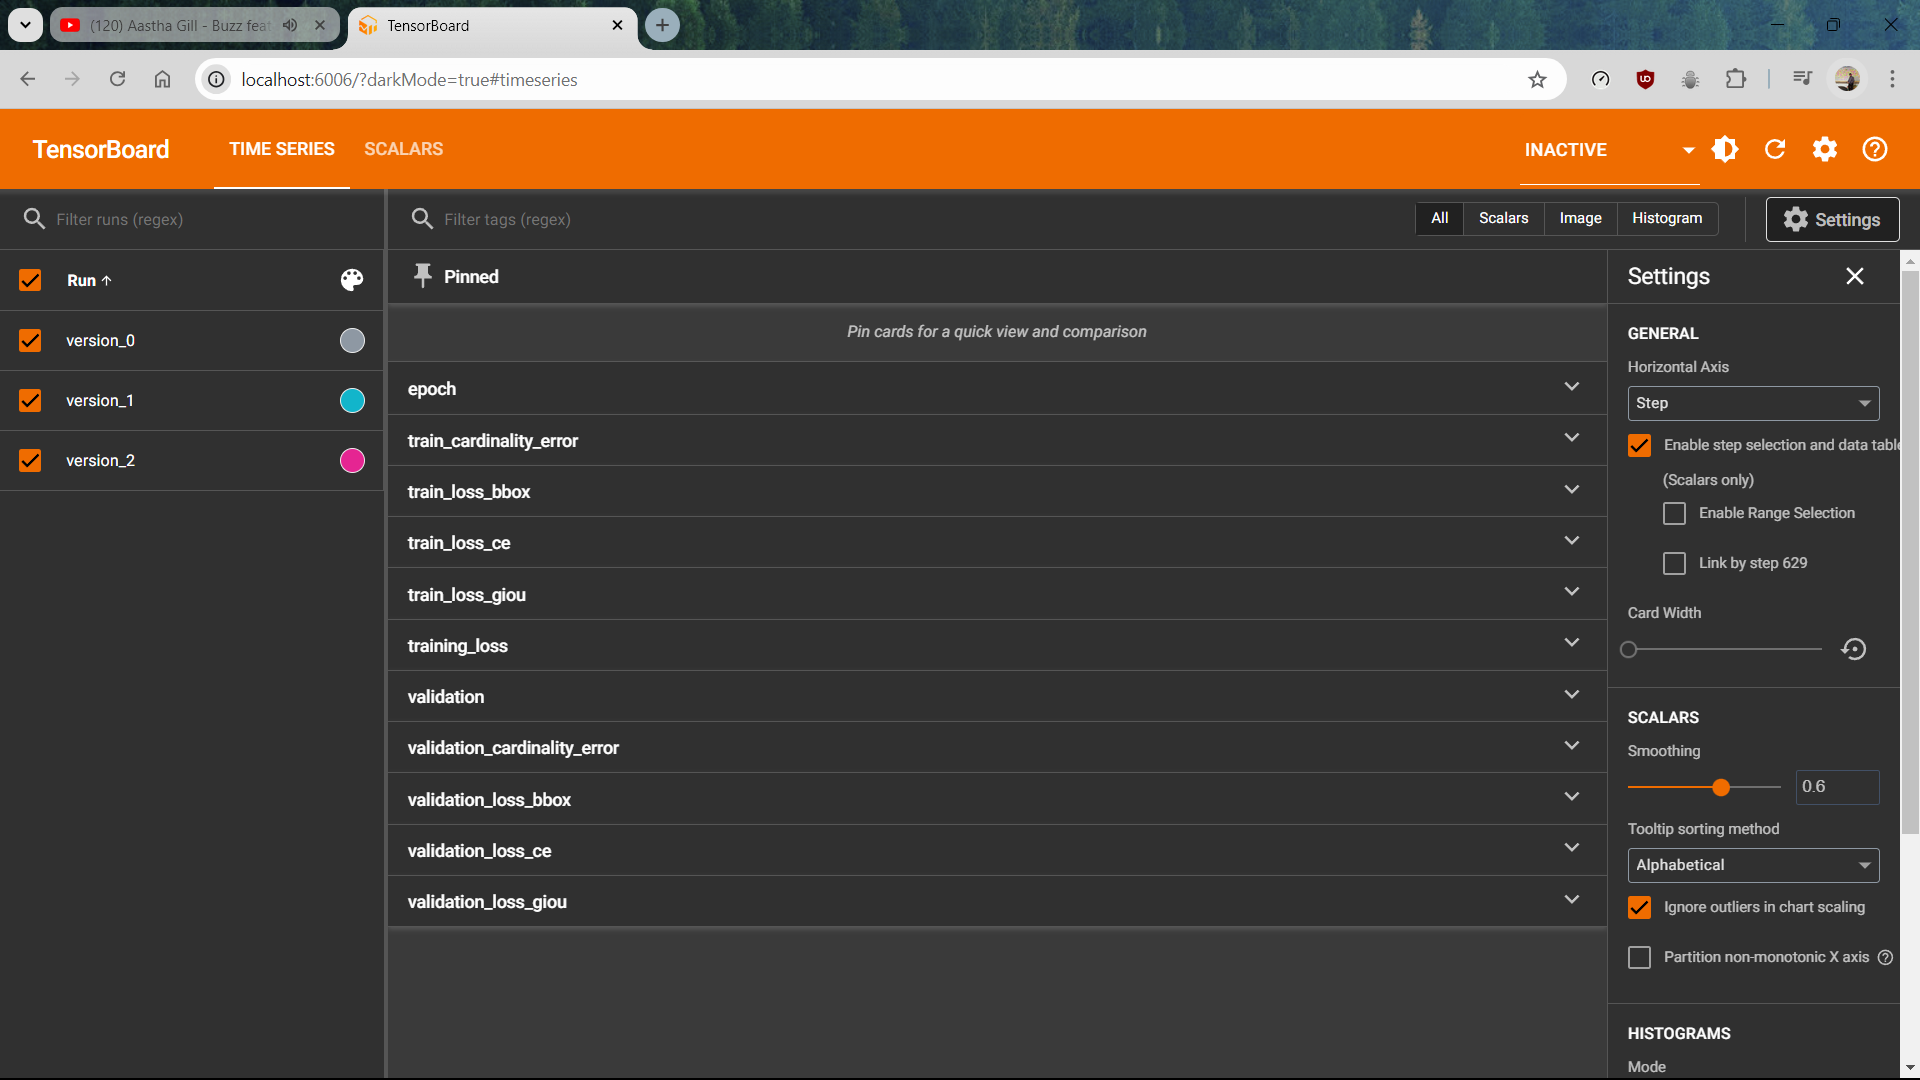 (120) Aastha Gill - Buzz feat
TensorBoard
localhost:6006/?darkMode=true#timeseries
TensorBoard
TIME SERIES
SCALARS
INACTIVE
Filter runs (regex)
Filter tags (regex)
All
Scalars
Image
Histogram
Settings
Run
version_0
version_1
version_2
Pinned
Pin cards for a quick view and comparison
epoch
train_cardinality_error
train_loss_bbox
train_loss_ce
train_loss_giou
training_loss
validation
validation_cardinality_error
validation_loss_bbox
validation_loss_ce
validation_loss_giou
Settings
GENERAL
Horizontal Axis
Step
Enable step selection and data table
(Scalars only)
Enable Range Selection
Link by step 629
Card Width
SCALARS
Smoothing
0.6
Tooltip sorting method
Alphabetical
Ignore outliers in chart scaling
Partition non-monotonic X axis
HISTOGRAMS
Mode